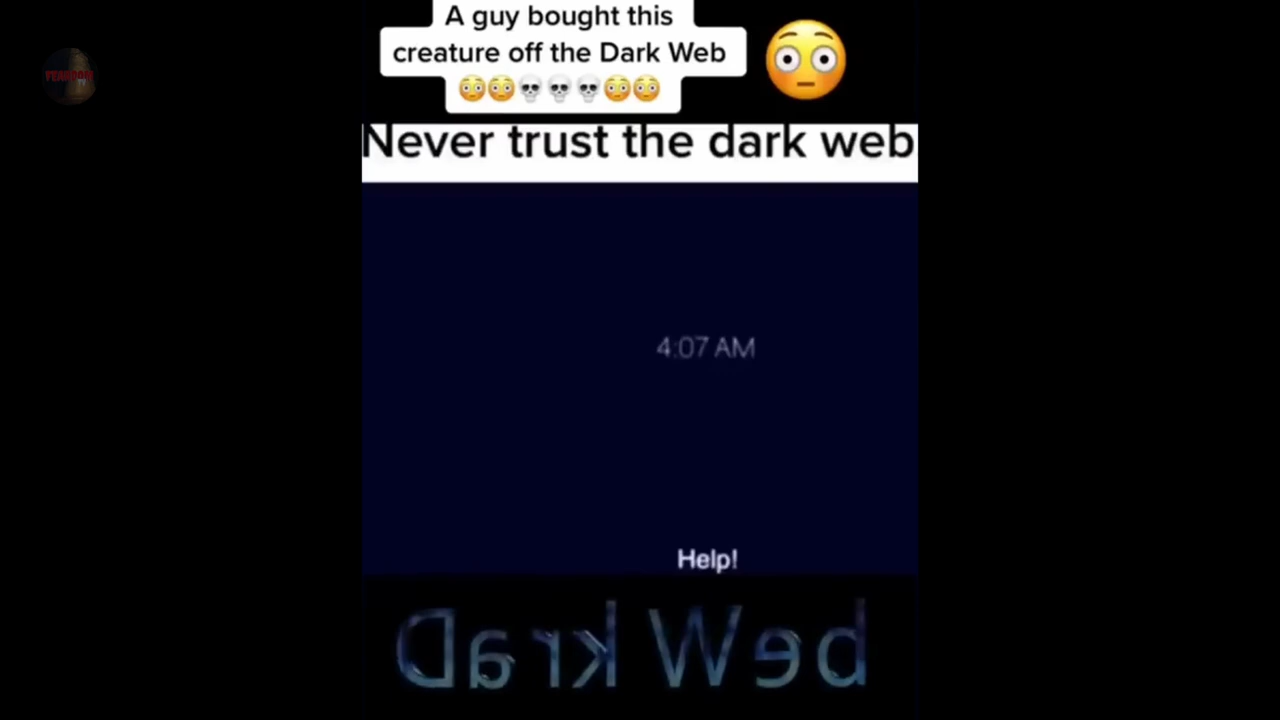 A guy bought this
creature off the Dark Web
😳😳💀💀💀😳😳
Never trust the dark web
4:07 AM
Help!
Dark Web